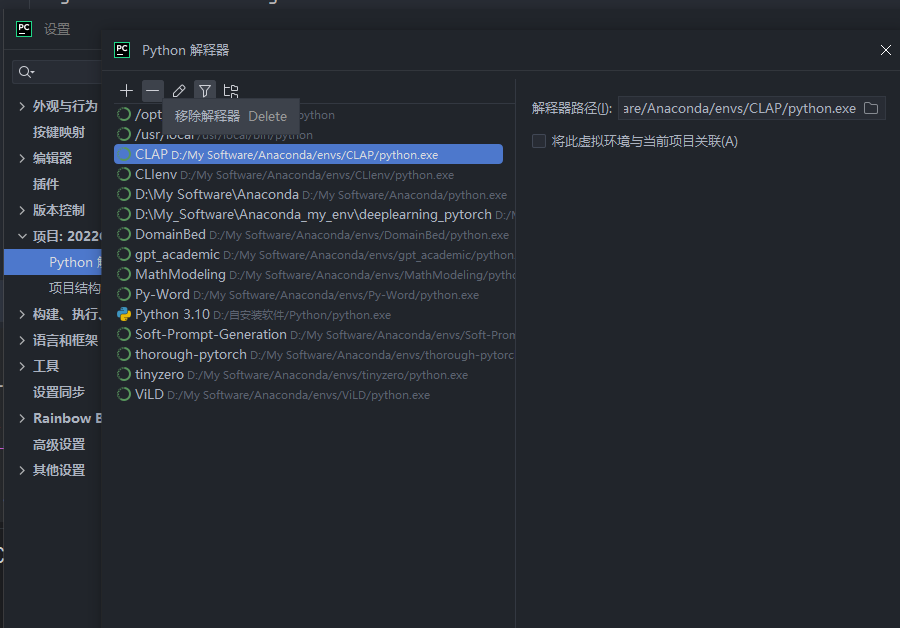 PC 设置
外观与行为
按键映射
编辑器
插件
版本控制
项目: 2022
Python 解
项目结构
构建、执行、
语言和框架
工具
设置同步
Rainbow B
高级设置
其他设置
PC Python 解释器
移除解释器 Delete
/opt ython
/usr/local /usr/local/bin/python
CLAP D:/My Software/Anaconda/envs/CLAP/python.exe
CLIenv D:/My Software/Anaconda/envs/CLIenv/python.exe
D:\My Software\Anaconda D:/My Software/Anaconda/python.exe
D:\My_Software\Anaconda_my_env\deeplearning_pytorch D:/
DomainBed D:/My Software/Anaconda/envs/DomainBed/python.exe
gpt_academic D:/My Software/Anaconda/envs/gpt_academic/python
MathModeling D:/My Software/Anaconda/envs/MathModeling/pytho
Py-Word D:/My Software/Anaconda/envs/Py-Word/python.exe
Python 3.10 D:/自安装软件/Python/python.exe
Soft-Prompt-Generation D:/My Software/Anaconda/envs/Soft-Pron
thorough-pytorch D:/My Software/Anaconda/envs/thorough-pytorc
tinyzero D:/My Software/Anaconda/envs/tinyzero/python.exe
ViLD D:/My Software/Anaconda/envs/ViLD/python.exe
解释器路径(I): are/Anaconda/envs/CLAP/python.exe
将此虚拟环境与当前项目关联(A)